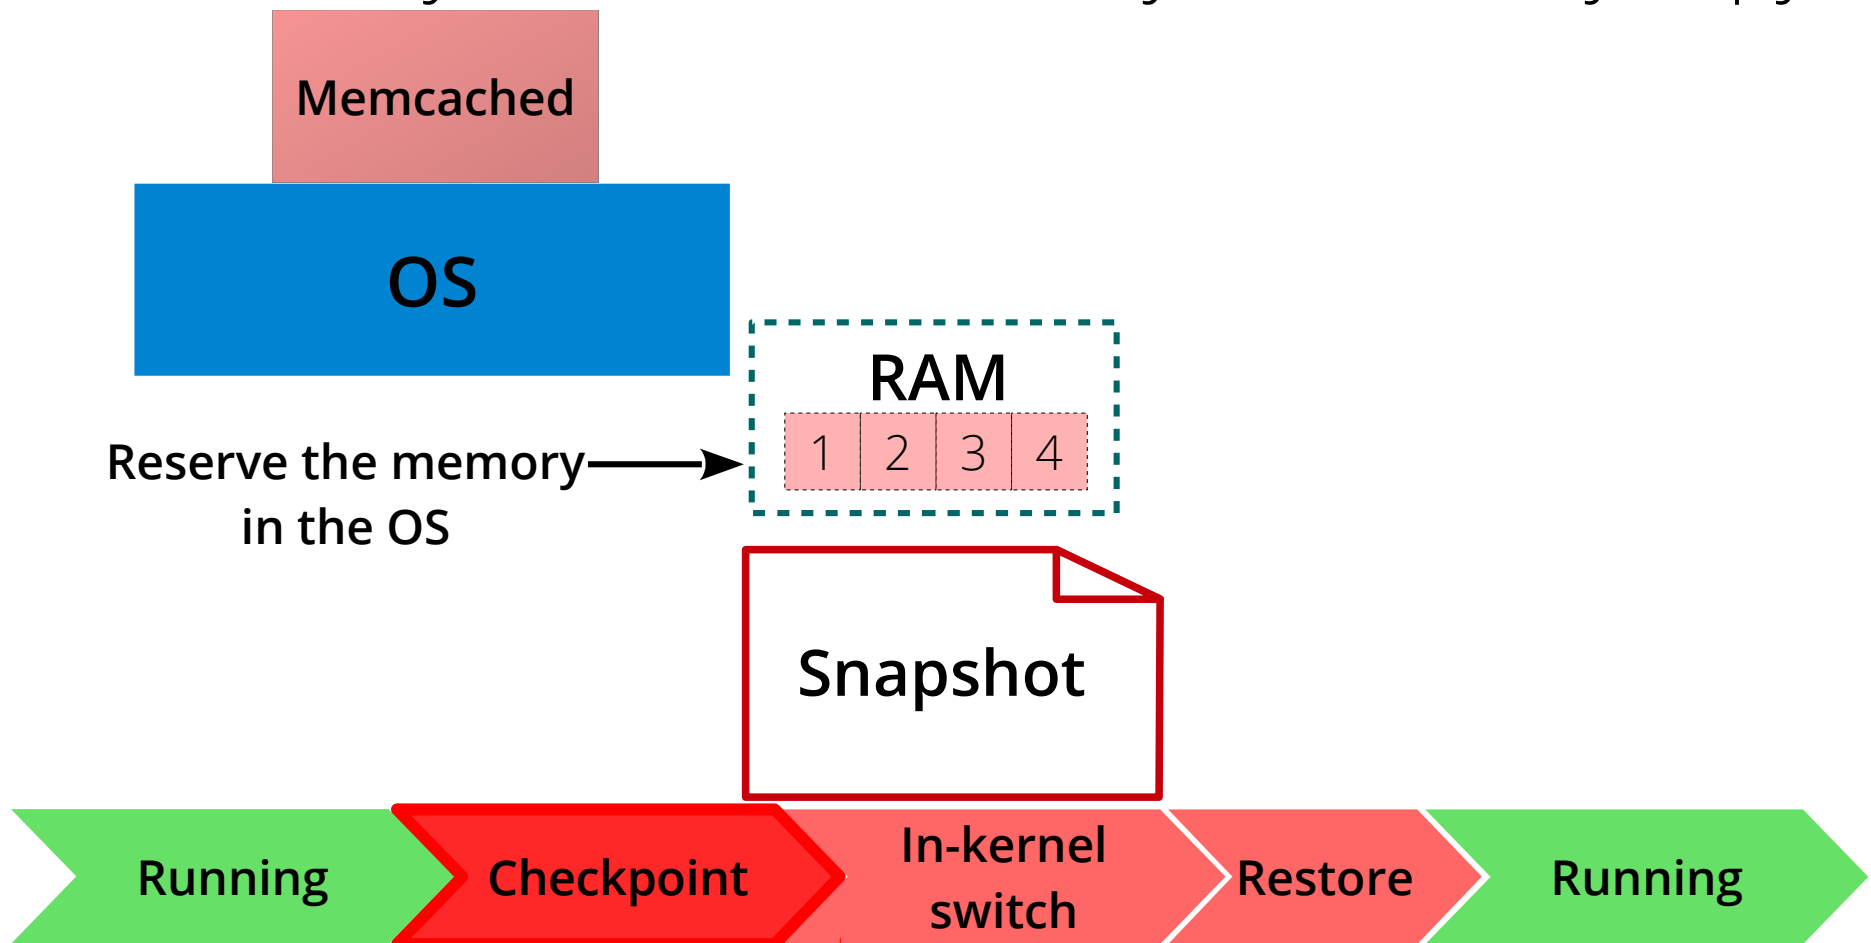 Memcached
OS
RAM
1 2 3 4
Reserve the memory
in the OS
Snapshot
Running
Checkpoint
In-kernel
switch
Restore
Running